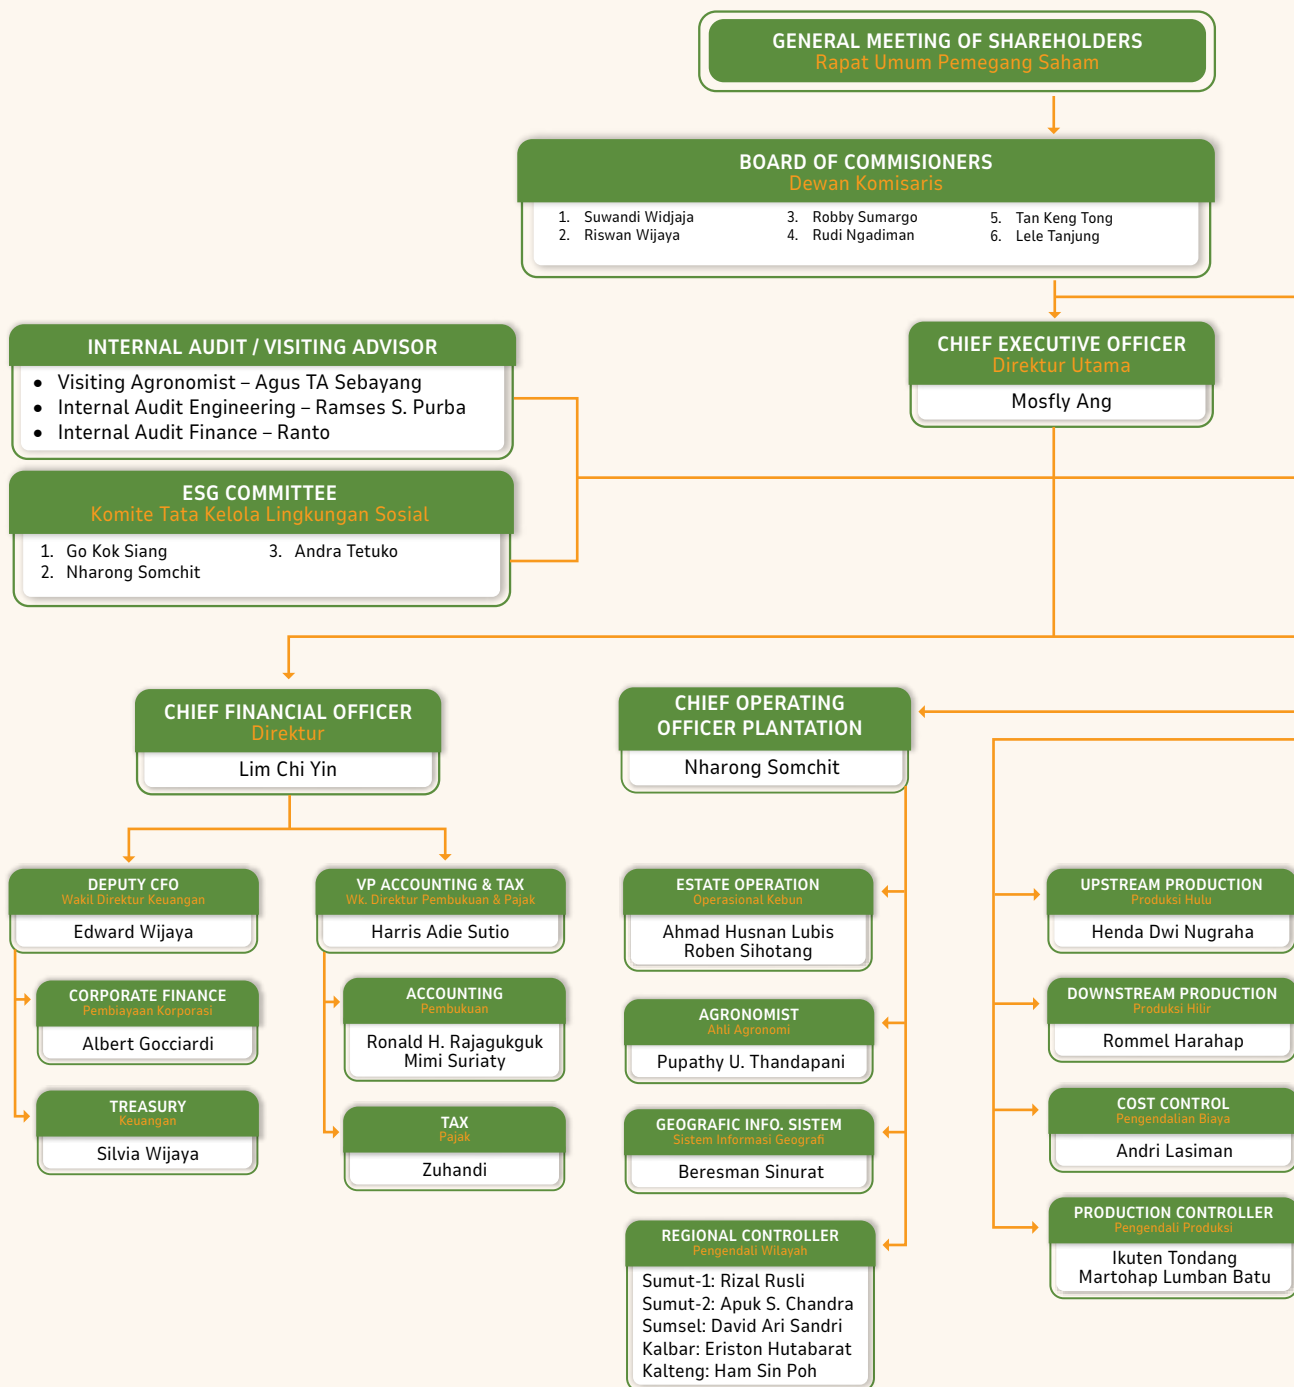 GENERAL MEETING OF SHAREHOLDERS
Rapat Umum Pemegang Saham
BOARD OF COMMISIONERS
Dewan Komisaris
1. Suwandi Widjaja
2. Riswan Wijaya
3. Robby Sumargo
4. Rudi Ngadiman
5. Tan Keng Tong
6. Lele Tanjung
INTERNAL AUDIT / VISITING ADVISOR
• Visiting Agronomist – Agus TA Sebayang
• Internal Audit Engineering – Ramses S. Purba
• Internal Audit Finance – Ranto
CHIEF EXECUTIVE OFFICER
Direktur Utama
Mosfly Ang
ESG COMMITTEE
Komite Tata Kelola Lingkungan Sosial
1. Go Kok Siang
2. Nharong Somchit
3. Andra Tetuko
CHIEF FINANCIAL OFFICER
Direktur
Lim Chi Yin
CHIEF OPERATING
OFFICER PLANTATION
Nharong Somchit
DEPUTY CFO
Wakil Direktur Keuangan
Edward Wijaya
CORPORATE FINANCE
Pembiayaan Korporasi
Albert Gocciardi
TREASURY
Keuangan
Silvia Wijaya
VP ACCOUNTING & TAX
Wk. Direktur Pembukuan & Pajak
Harris Adie Sutio
ACCOUNTING
Pembukuan
Ronald H. Rajagukguk
Mimi Suriaty
TAX
Pajak
Zuhandi
ESTATE OPERATION
Operasional Kebun
Ahmad Husnan Lubis
Roben Sihotang
AGRONOMIST
Ahli Agronomi
Pupathy U. Thandapani
GEOGRAFIC INFO. SISTEM
Sistem Informasi Geografi
Beresman Sinurat
REGIONAL CONTROLLER
Pengendali Wilayah
Sumut-1: Rizal Rusli
Sumut-2: Apuk S. Chandra
Sumsel: David Ari Sandri
Kalbar: Eriston Hutabarat
Kalteng: Ham Sin Poh
UPSTREAM PRODUCTION
Produksi Hulu
Henda Dwi Nugraha
DOWNSTREAM PRODUCTION
Produksi Hilir
Rommel Harahap
COST CONTROL
Pengendalian Biaya
Andri Lasiman
PRODUCTION CONTROLLER
Pengendali Produksi
Ikuten Tondang
Martohap Lumban Batu